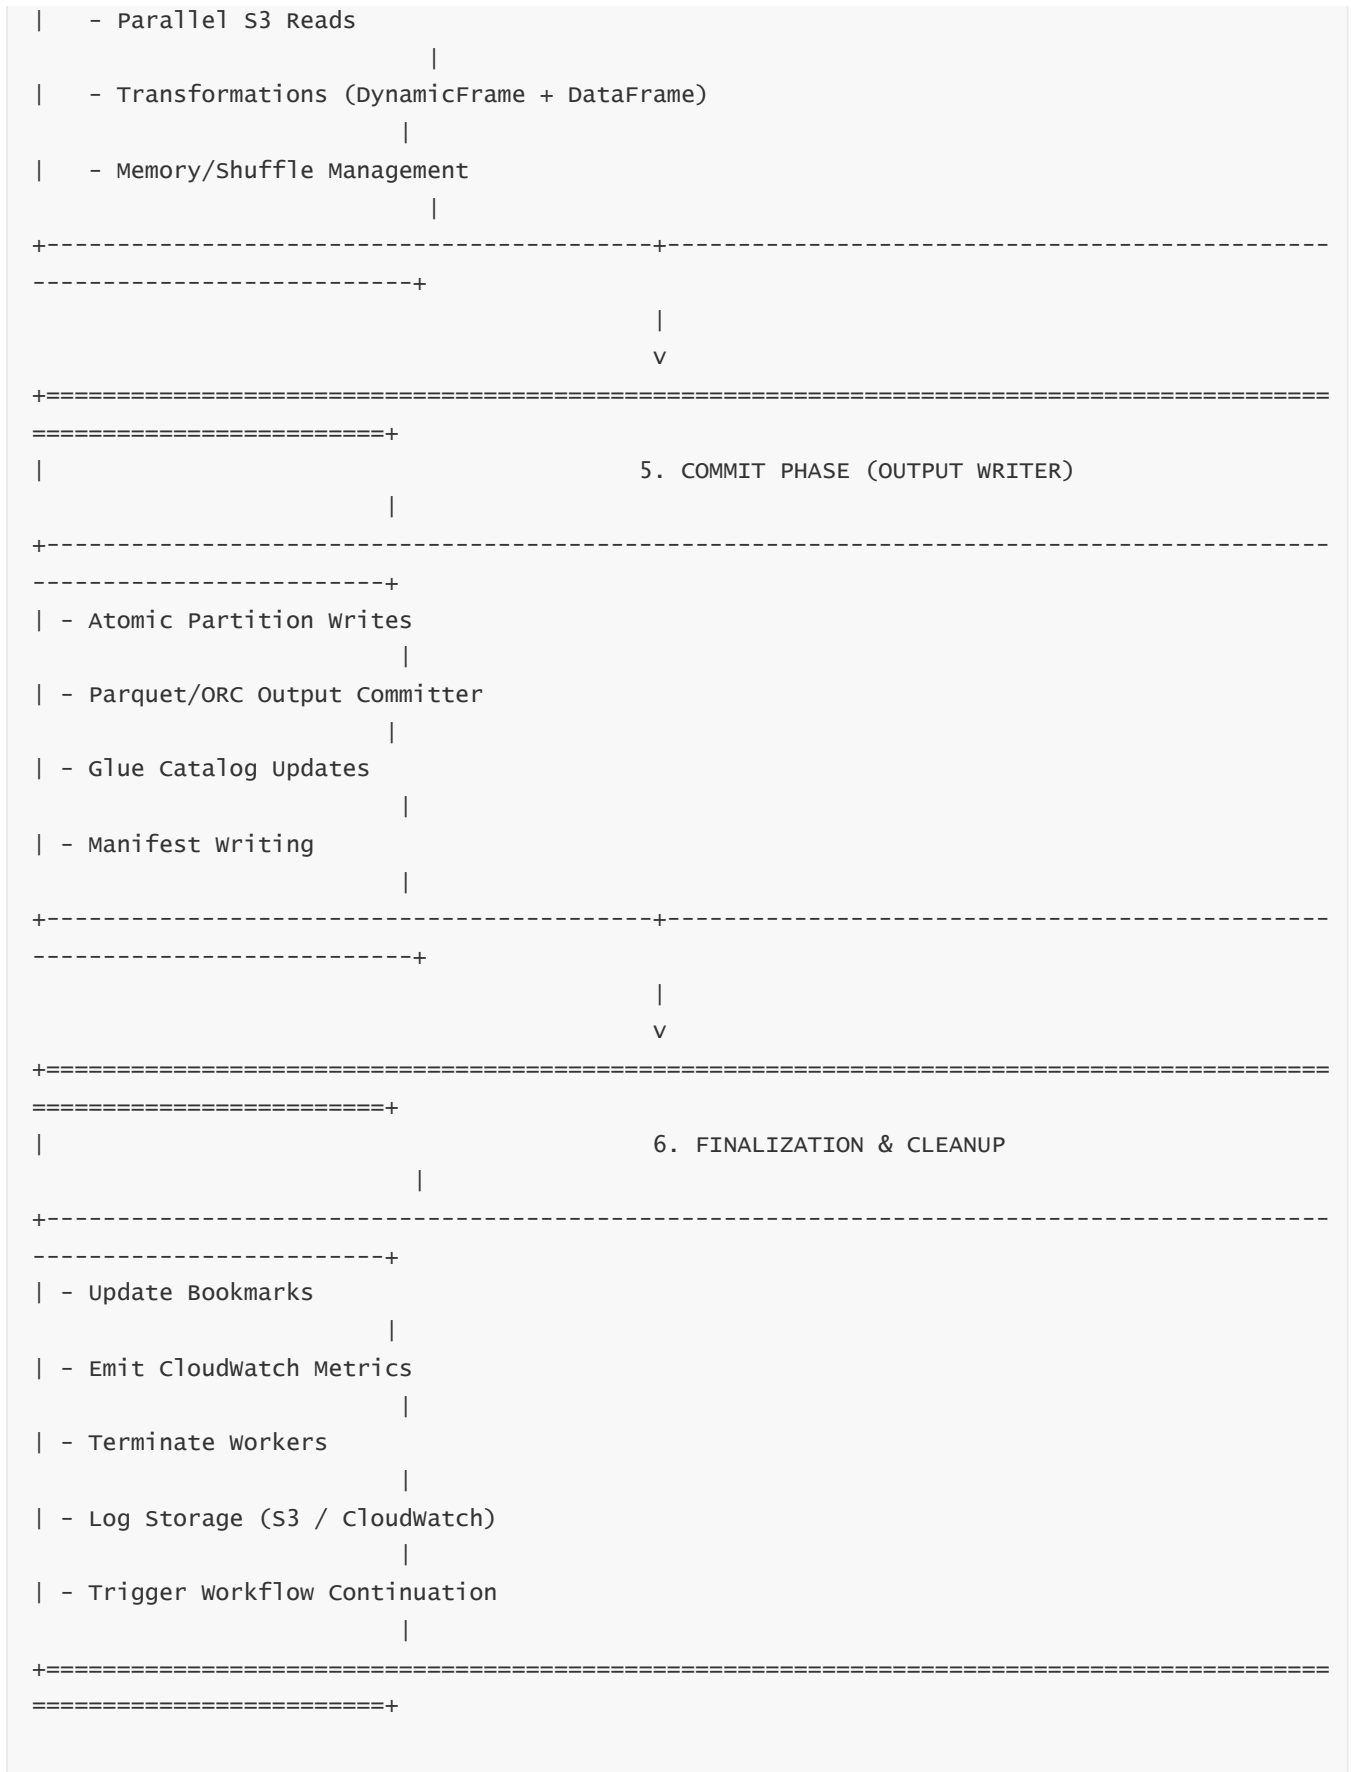 |   - Parallel S3 Reads
                            |
|   - Transformations (DynamicFrame + DataFrame)
                          |
|   - Memory/Shuffle Management
                            |
+-------------------------------------------+-----------------------------------------------
---------------------------+
                                            |
                                            v
+===========================================================================================
=========================+
|                                          5. COMMIT PHASE (OUTPUT WRITER)
                         |
+-------------------------------------------------------------------------------------------
-------------------------+
| - Atomic Partition Writes
                          |
| - Parquet/ORC Output Committer
                         |
| - Glue Catalog Updates
                          |
| - Manifest Writing
                          |
+-------------------------------------------+-----------------------------------------------
---------------------------+
                                            |
                                            v
+===========================================================================================
=========================+
|                                           6. FINALIZATION & CLEANUP
                           |
+-------------------------------------------------------------------------------------------
-------------------------+
| - Update Bookmarks
                         |
| - Emit CloudWatch Metrics
                          |
| - Terminate Workers
                          |
| - Log Storage (S3 / CloudWatch)
                          |
| - Trigger Workflow Continuation
                          |
+===========================================================================================
=========================+